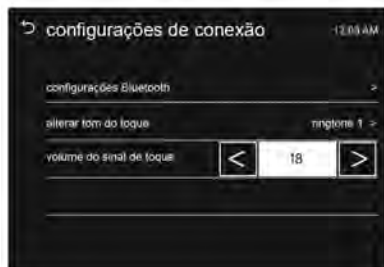 configurações de conexão 12:03 AM
configurações Bluetooth >
alterar tom do toque ringtone 1 >
volume do sinal de toque < 18 >